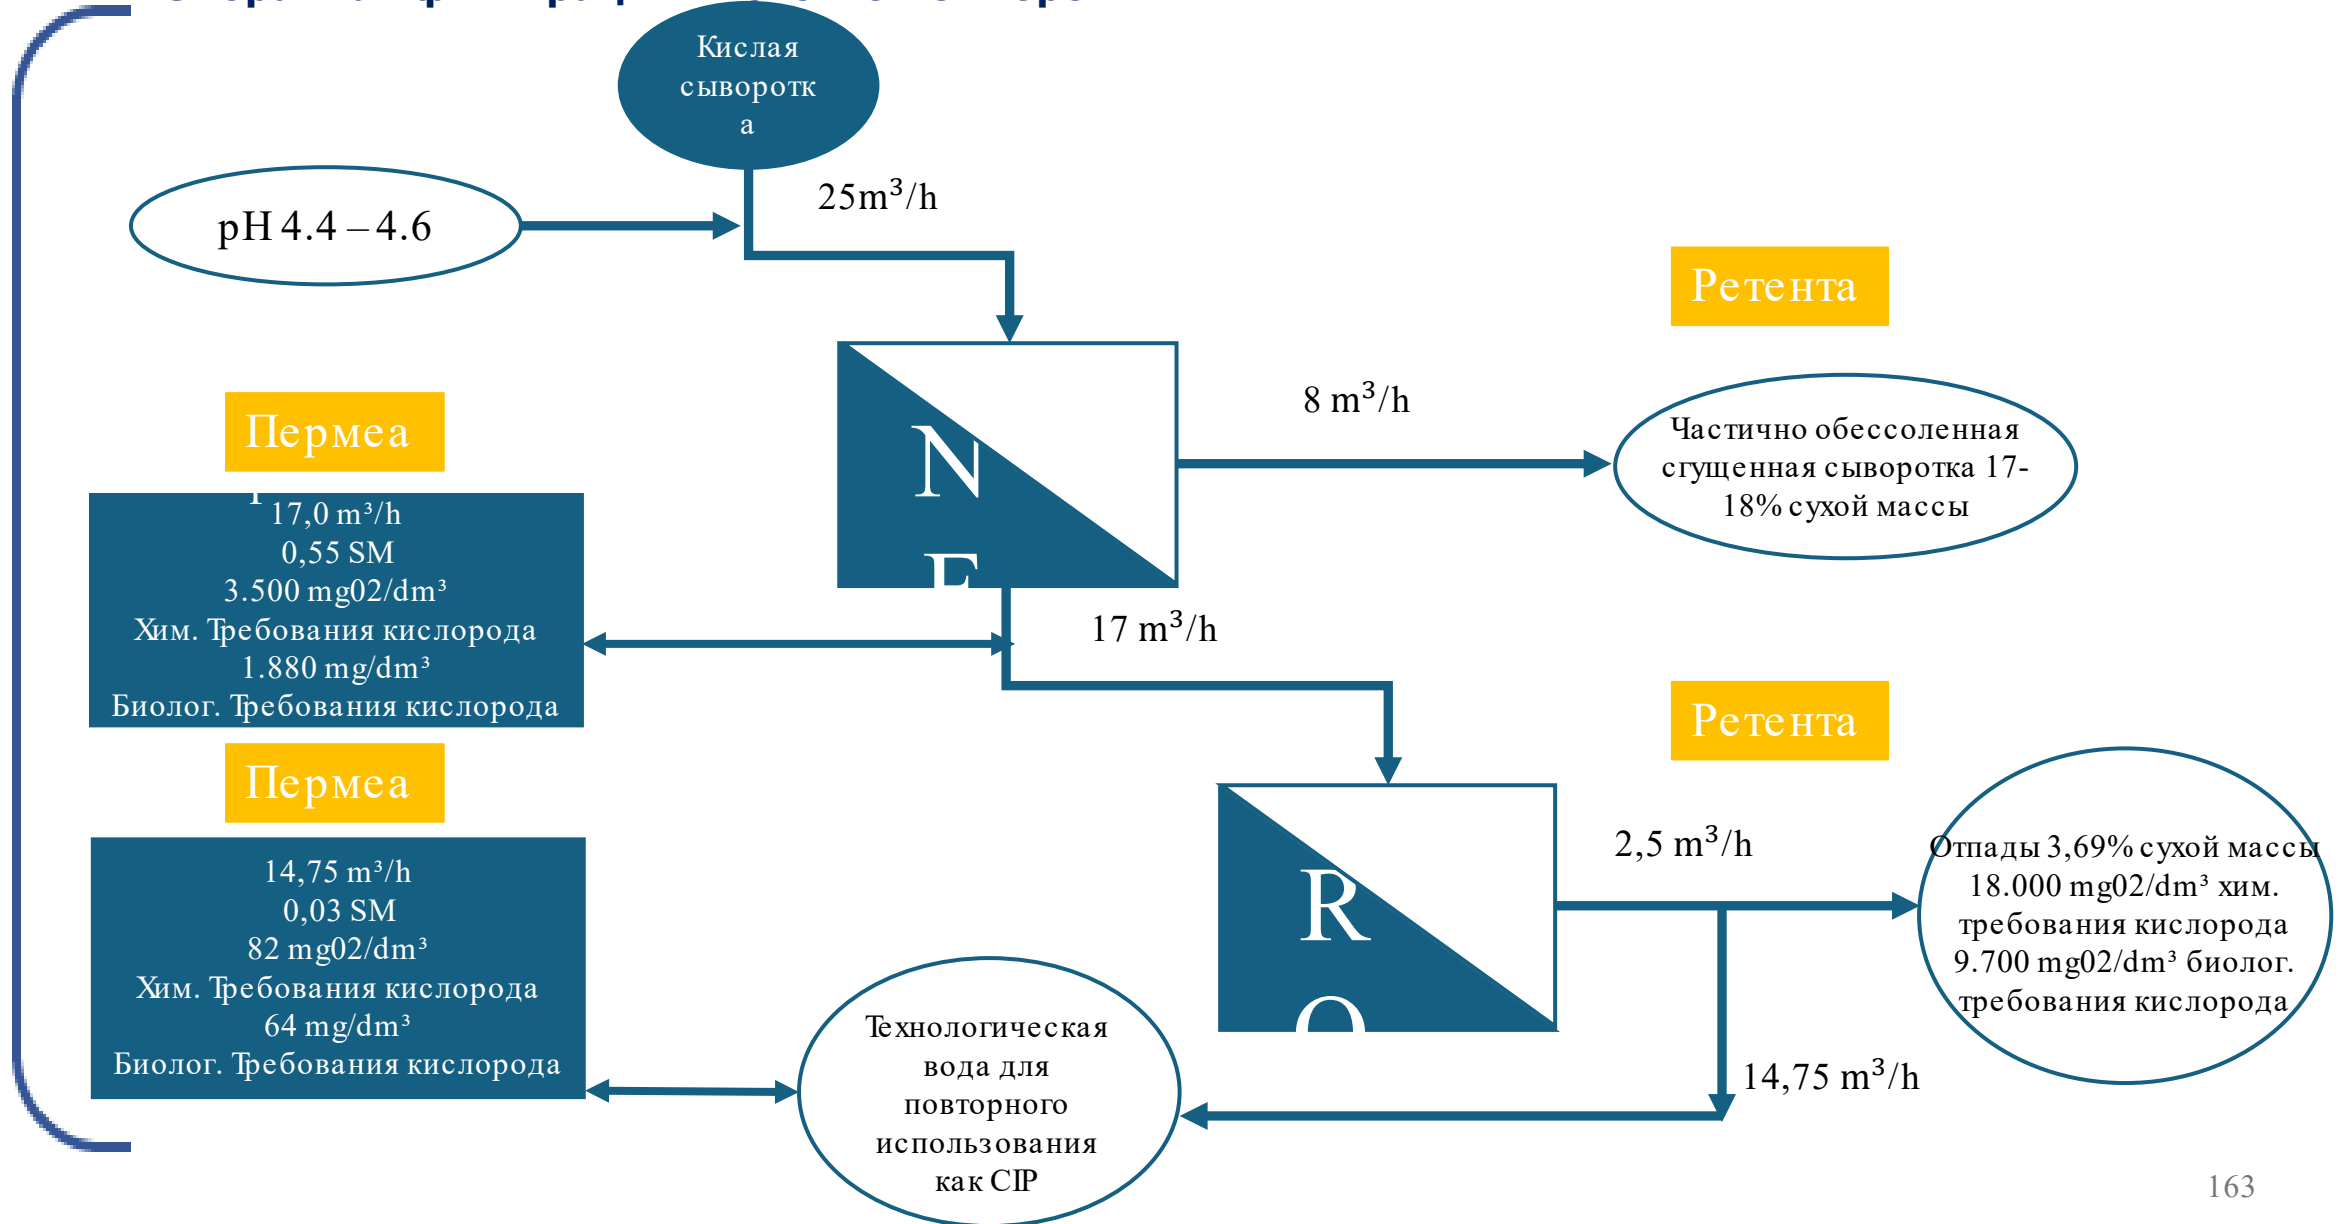 Кислая
сыворотк
а
25m³/h
pH 4.4 – 4.6
Ретента
8 m³/h
Частично обессоленная
сгущенная сыворотка 17-
18% сухой массы
N
F
Пермеа
17,0 m³/h
0,55 SM
3.500 mg02/dm³
Хим. Требования кислорода
1.880 mg/dm³
Биолог. Требования кислорода
17 m³/h
Ретента
Пермеа
14,75 m³/h
0,03 SM
82 mg02/dm³
Хим. Требования кислорода
64 mg/dm³
Биолог. Требования кислорода
R
O
2,5 m³/h
Отпады 3,69% сухой массы
18.000 mg02/dm³ хим.
требования кислорода
9.700 mg02/dm³ биолог.
требования кислорода
14,75 m³/h
Технологическая
вода для
повторного
использования
как CIP
163